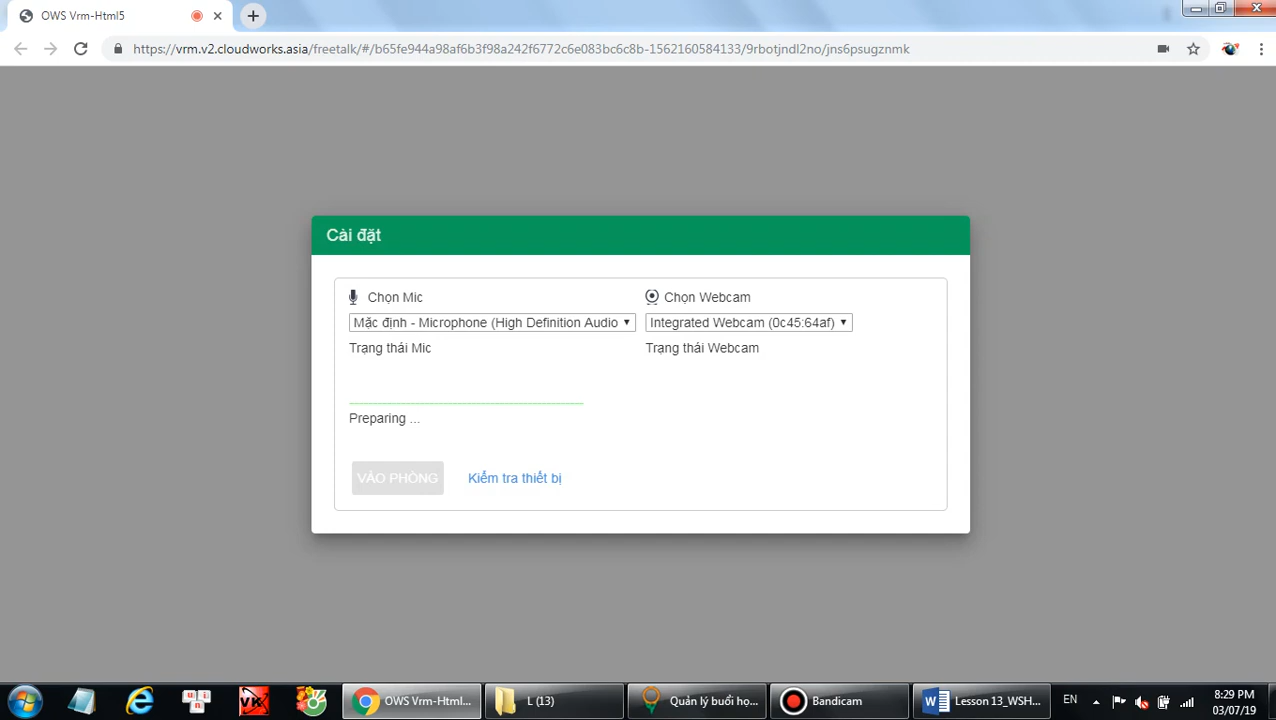 OWS Vrm-Html5
https://vrm.v2.cloudworks.asia/freetalk/#/b65fe944a98af6b3f98a242f6772c6e083bc6c8b-1562160584133/9rbotjndl2no/jns6psugznmk
Cài đặt
Chọn Mic
Chọn Webcam
Mặc định - Microphone (High Definition Audio
Integrated Webcam (0c45:64af)
Trạng thái Mic
Trạng thái Webcam
Preparing ...
VÀO PHÒNG
Kiểm tra thiết bị
OWS Vrm-Html...
L (13)
Quản lý buổi họ...
Bandicam
Lesson 13_WSH...
EN
8:29 PM
03/07/19